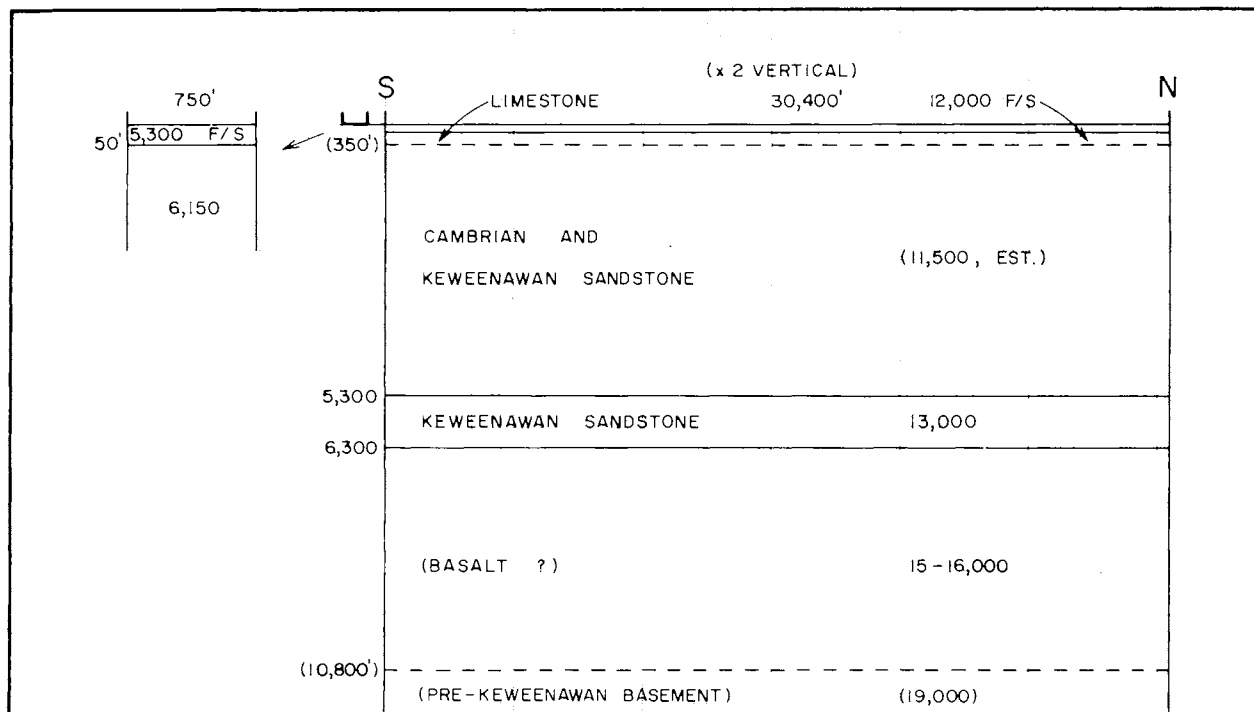 (x 2 VERTICAL)
S
N
750'
LIMESTONE
30,400'
12,000 F/S
50'
5,300 F/S
(350')
6,150
CAMBRIAN AND
KEWEENAWAN SANDSTONE
(11,500, EST.)
5,300
KEWEENAWAN SANDSTONE
13,000
6,300
(BASALT ?)
15-16,000
(10,800')
(PRE-KEWEENAWAN BASEMENT)
(19,000)